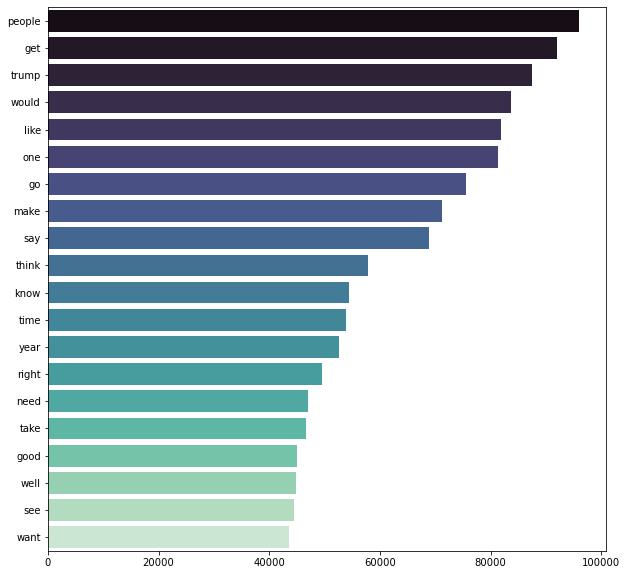 people
get
trump
would
like
one
go
make
say
think
know
time
year
right
need
take
good
well
see
want
0 20000 40000 60000 80000 100000